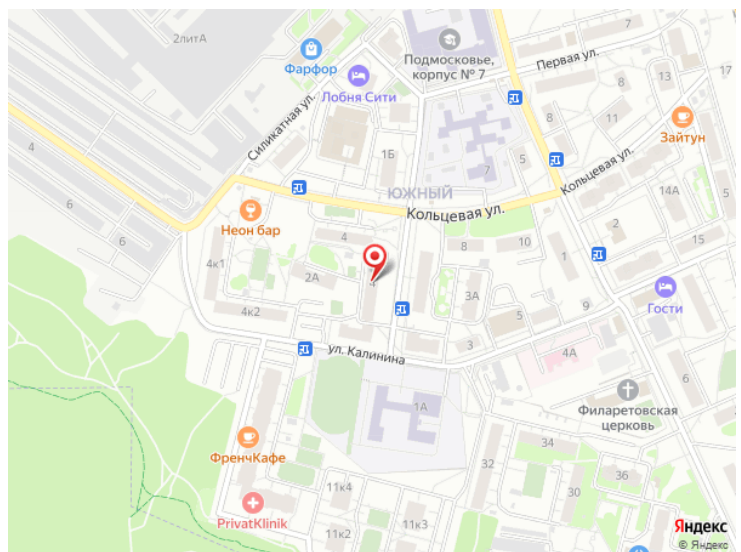 2литА
Фарфор
Подмосковье,
корпус № 7
Первая ул.
7
Лобня Сити
8
13
Силикатная ул.
8
11
Зайтун
4
1Б
7
5
Кольцевая ул.
ЮЖНЫЙ
14А
6
Кольцевая ул.
2
6
Неон бар
4
8
10
1
15
4к1
2А
4
3А
Гости
9
4к2
ул. Калинина
3
4А
6
1А
Филаретовская
церковь
34
ФренчКафе
32
36
11к4
30
PrivatKlinik
11к2
11к3
28
Яндекс
© Яндекс